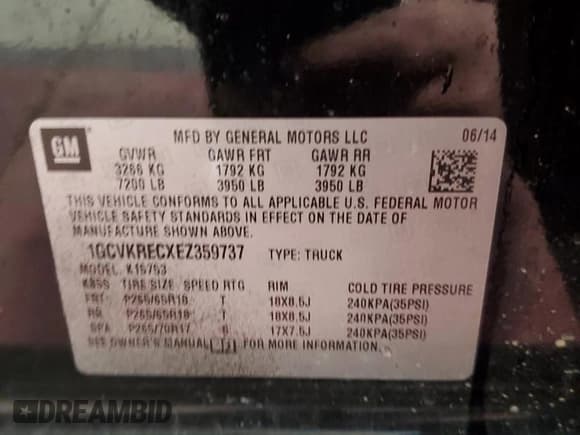 GM
MFD BY GENERAL MOTORS LLC 06/14
GVWR GAWR FRT GAWR RR
3266 KG 1792 KG 1792 KG
7200 LB 3950 LB 3950 LB
THIS VEHICLE CONFORMS TO ALL APPLICABLE U.S. FEDERAL MOTOR
VEHICLE SAFETY STANDARDS IN EFFECT ON THE DATE OF
MANUFACTURE SHOWN ABOVE.
1GCVKRECXEZ359737 TYPE: TRUCK
MODEL: K15753
TIRE SIZE SPEED RTG RIM COLD TIRE PRESSURE
FRT P265/65R18 T 18X8.5J 240KPA(35PSI)
RR P265/65R18 T 18X8.5J 240KPA(35PSI)
SPA P265/70R17 17X7.5J 240KPA(35PSI)
SEE OWNER'S MANUAL FOR MORE INFORMATION.
DREAMBID